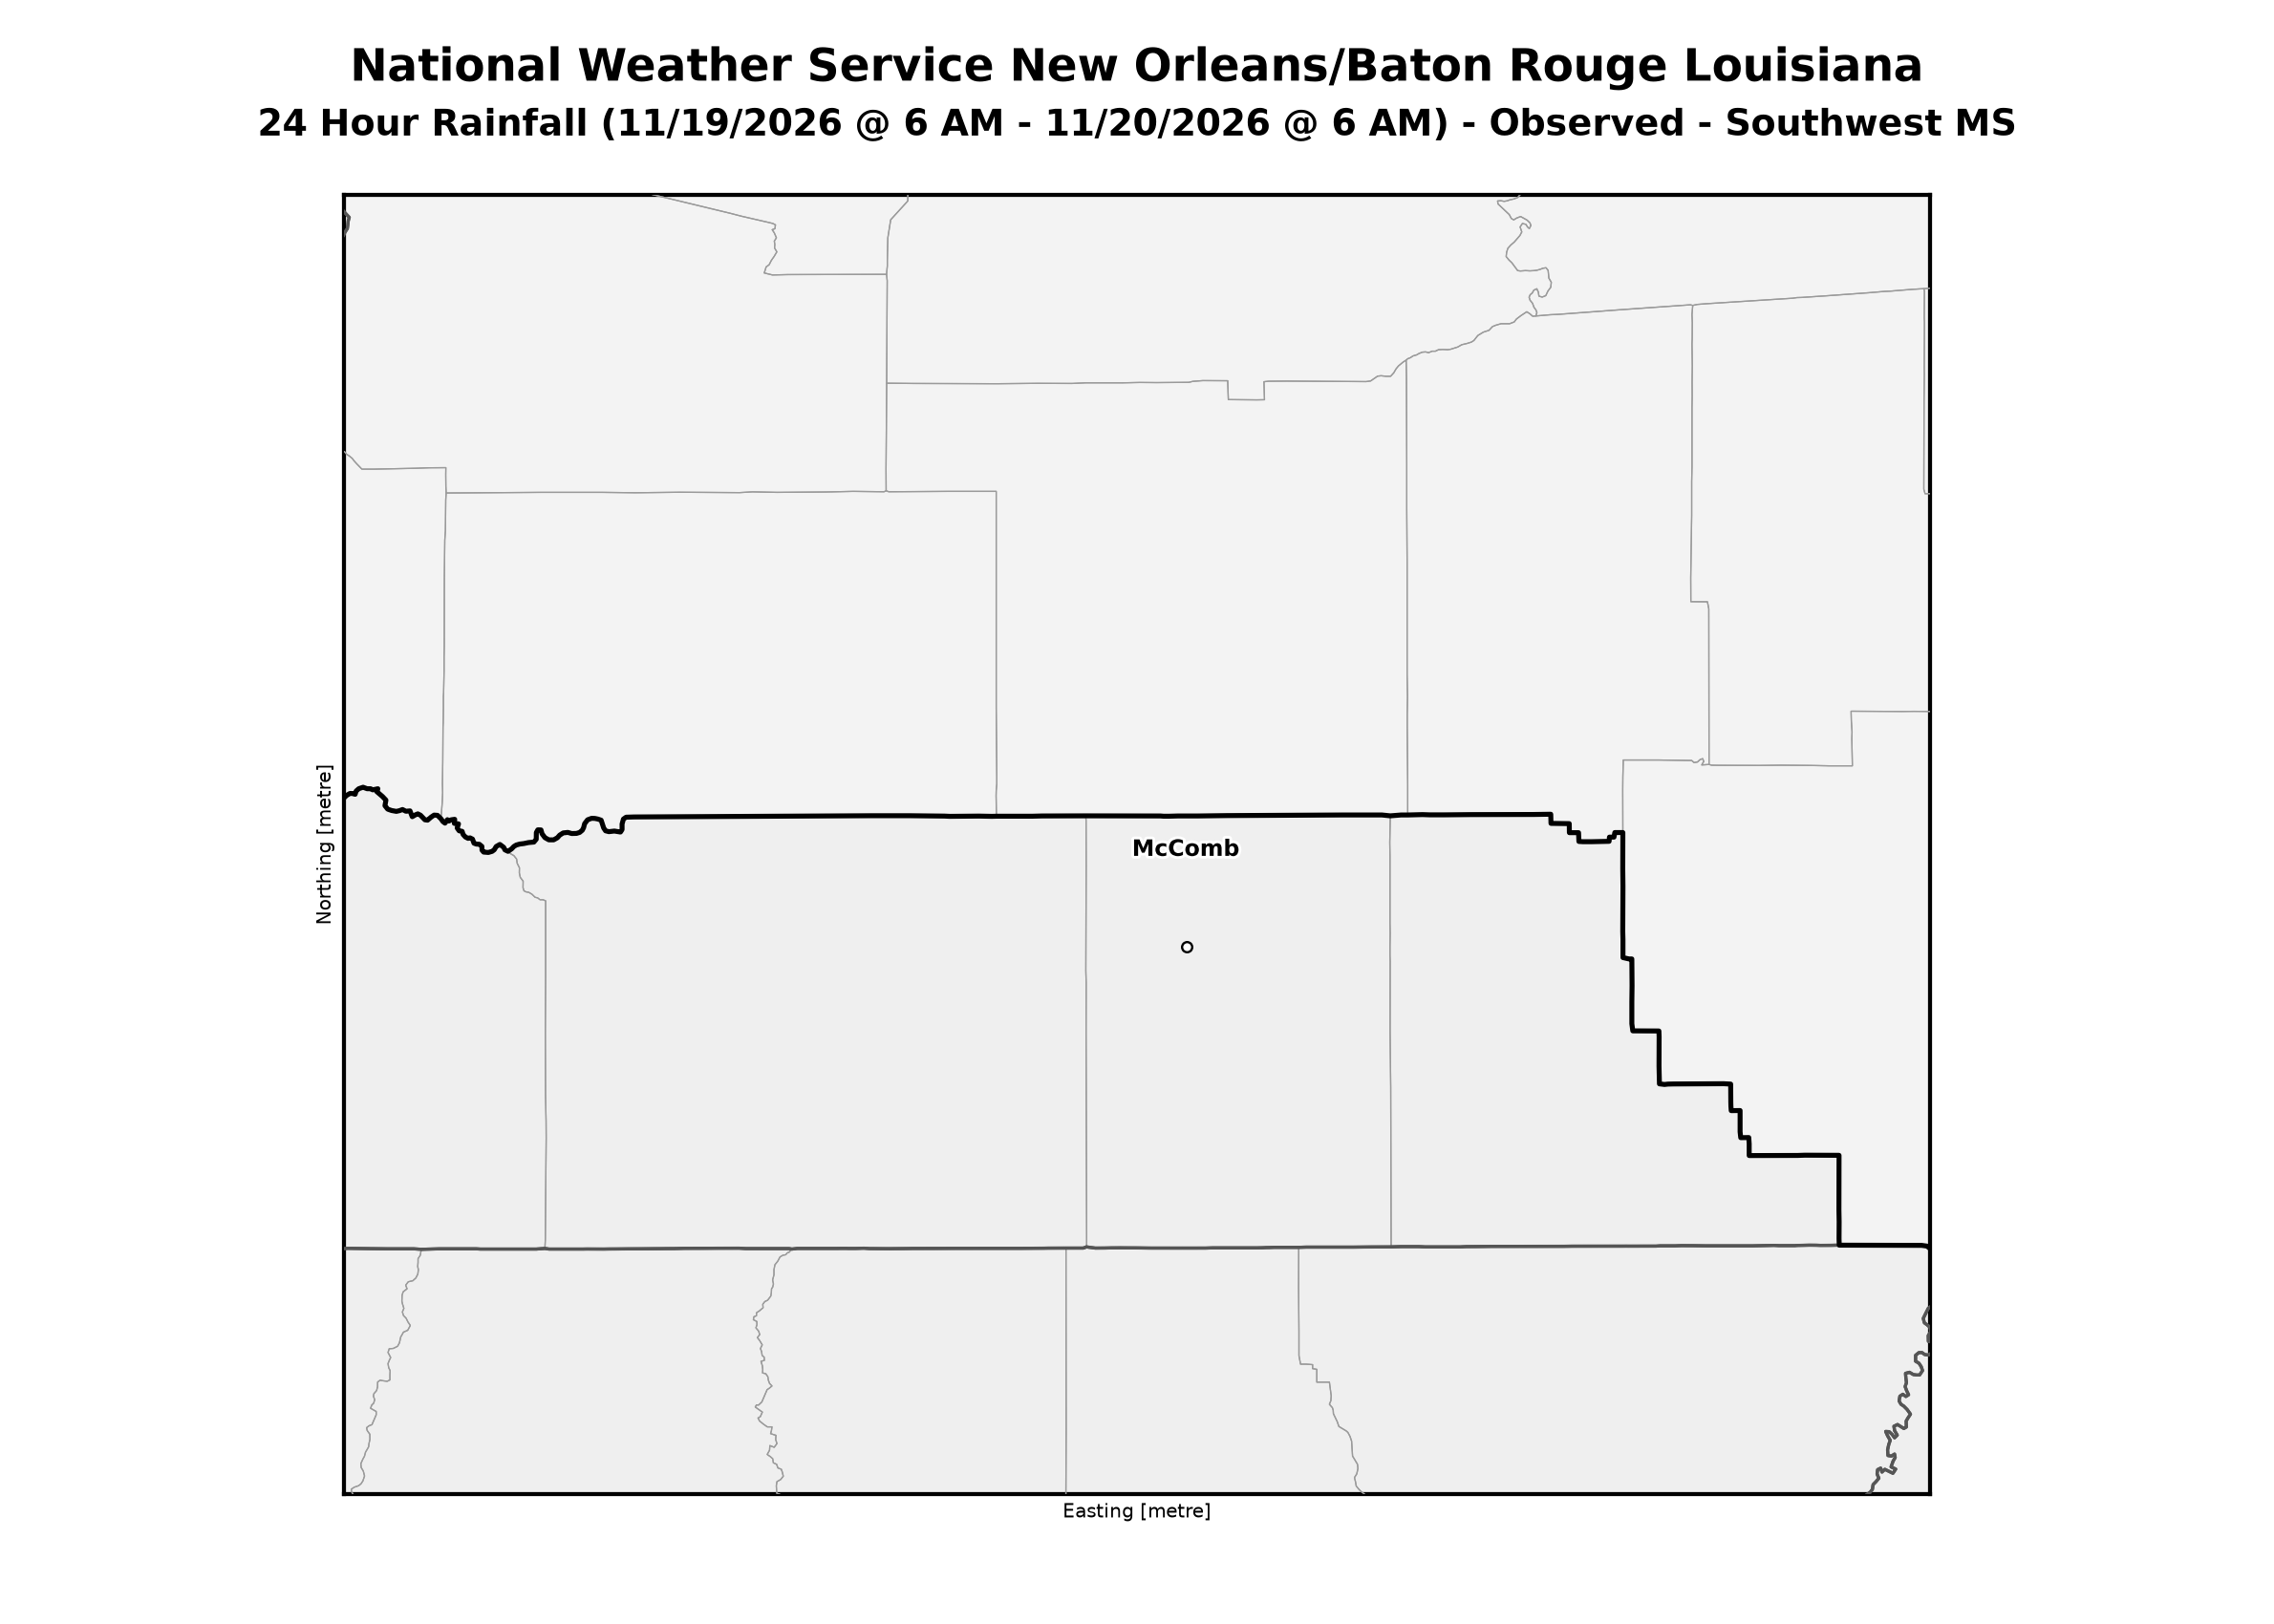 National Weather Service New Orleans/Baton Rouge Louisiana
24 Hour Rainfall (11/19/2026 @ 6 AM - 11/20/2026 @ 6 AM) - Observed - Southwest MS
McComb
Northing [metre]
Easting [metre]